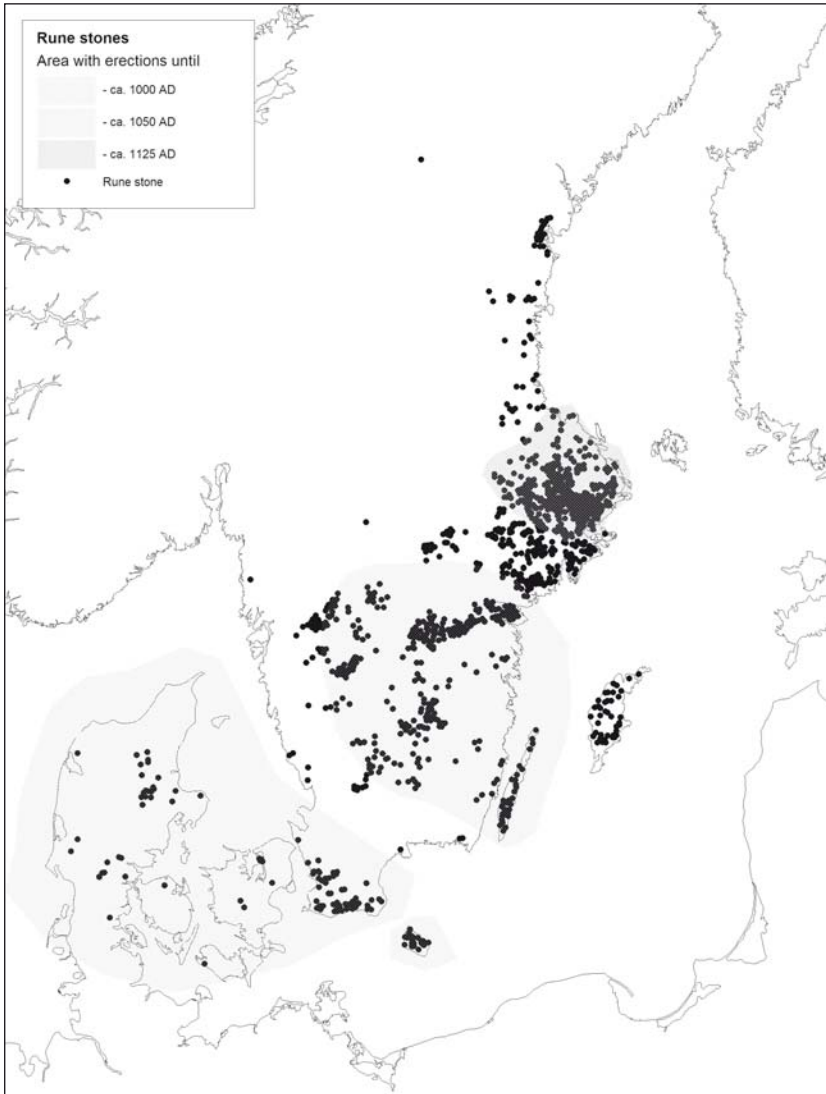 Rune stones
Area with erections until
- ca. 1000 AD
- ca. 1050 AD
- ca. 1125 AD
Rune stone